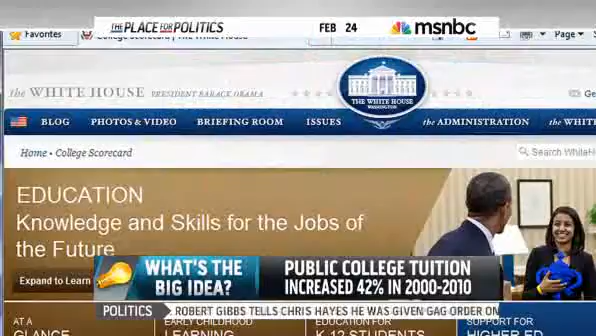 THE PLACE FOR POLITICS
FEB 24
msnbc
Favorites
College Scorecard | The White House
Page
the WHITE HOUSE PRESIDENT BARACK OBAMA
THE WHITE HOUSE
WASHINGTON
Ge
BLOG PHOTOS & VIDEO BRIEFING ROOM ISSUES the ADMINISTRATION the WHIT
Home • College Scorecard
Search WhiteH
EDUCATION
Knowledge and Skills for the Jobs of
the Future
Expand to Learn
WHAT'S THE
BIG IDEA?
PUBLIC COLLEGE TUITION
INCREASED 42% IN 2000-2010
POLITICS
ROBERT GIBBS TELLS CHRIS HAYES HE WAS GIVEN GAG ORDER ON
AT A
GLANCE
EARLY CHILDHOOD
LEARNING
EDUCATION FOR
K-12 STUDENTS
SUPPORT FOR
HIGHER ED